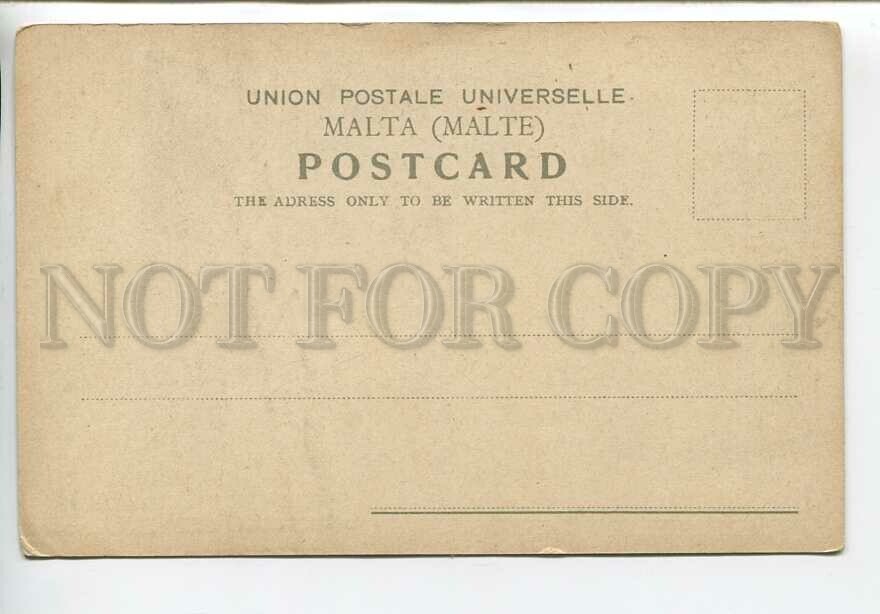 UNION POSTALE UNIVERSELLE.
MALTA (MALTE)
POSTCARD
THE ADRESS ONLY TO BE WRITTEN THIS SIDE.
NOT FOR COPY